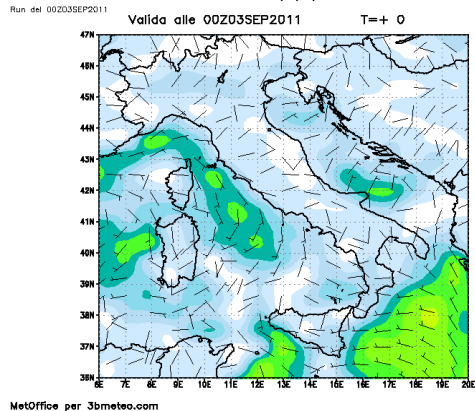 Run del 00Z03SEP2011
Valida alle 00Z03SEP2011 T=+ 0
47N
46N
45N
44N
43N
42N
41N
40N
39N
38N
37N
36N
6E 7E 8E 9E 10E 11E 12E 13E 14E 15E 16E 17E 18E 19E 20E
MetOffice per 3bmeteo.com